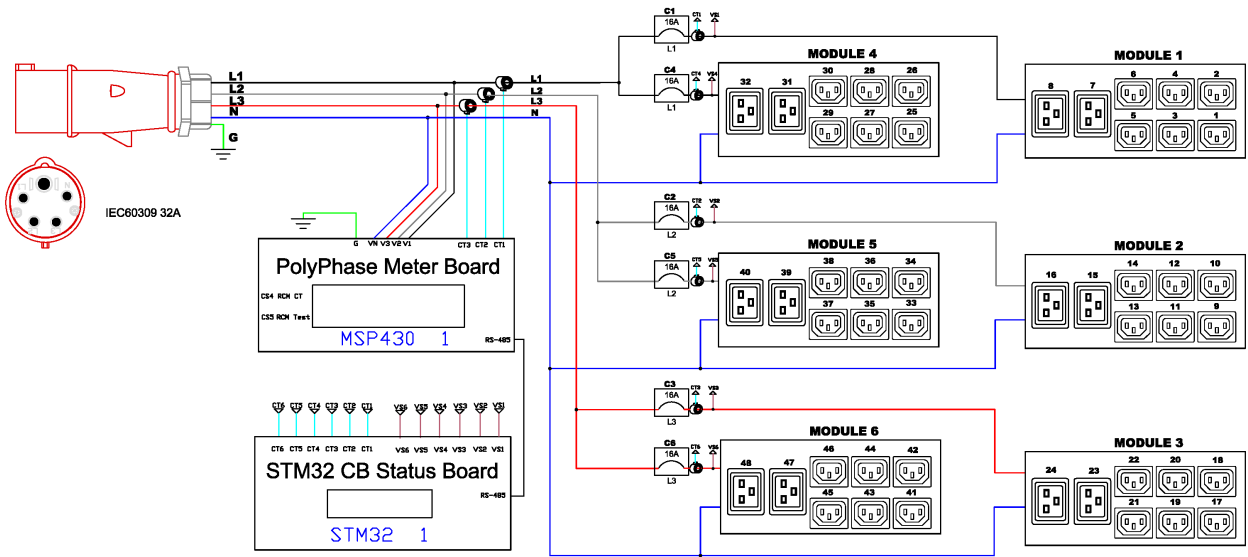 C1
16A
CT1
VS1
L1
MODULE 4
MODULE 1
L1
L2
L3
N
G
L1
L2
L3
N
C4
16A
CT4
VS4
L1
32
31
30
28
26
29
27
25
8
7
6
4
2
5
3
1
IEC60309 32A
C2
16A
CT2
VS2
L2
MODULE 5
MODULE 2
C5
16A
L2
40
39
38
36
34
37
35
33
16
15
14
12
10
13
11
9
G VN V3 V2 V1 CT3 CT2 CT1
PolyPhase Meter Board
CS4 RCM CT
CS5 RCM Test
MSP430 1
RS-485
C3
16A
VS3
L3
MODULE 6
MODULE 3
C6
16A
CT6
VS6
L3
48
47
46
44
42
45
43
41
24
23
22
20
18
21
19
17
CT6 CT5 CT4 CT3 CT2 CT1 VS6 VS5 VS4 VS3 VS2 VS1
CT6 CT5 CT4 CT3 CT2 CT1 VS6 VS5 VS4 VS3 VS2 VS1
STM32 CB Status Board
RS-485
STM32 1